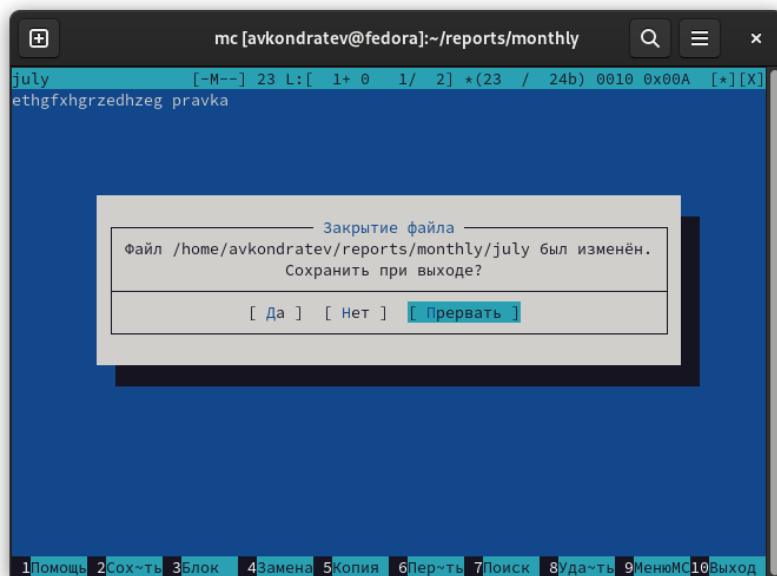 mc [avkondratev@fedora]:~/reports/monthly
july [-M--] 23 L:[ 1+ 0 1/ 2] *(23 / 24b) 0010 0x00A [*][X]
ethgfxhgrzedhzeg pravka
Закрытие файла
Файл /home/avkondratev/reports/monthly/july был изменён.
Сохранить при выходе?
[ Да ] [ Нет ] [ Прервать ]
1Помощь 2Сох~ть 3Блок 4Замена 5Копия 6Пер~ть 7Поиск 8Уда~ть 9МенюMC 10Выход